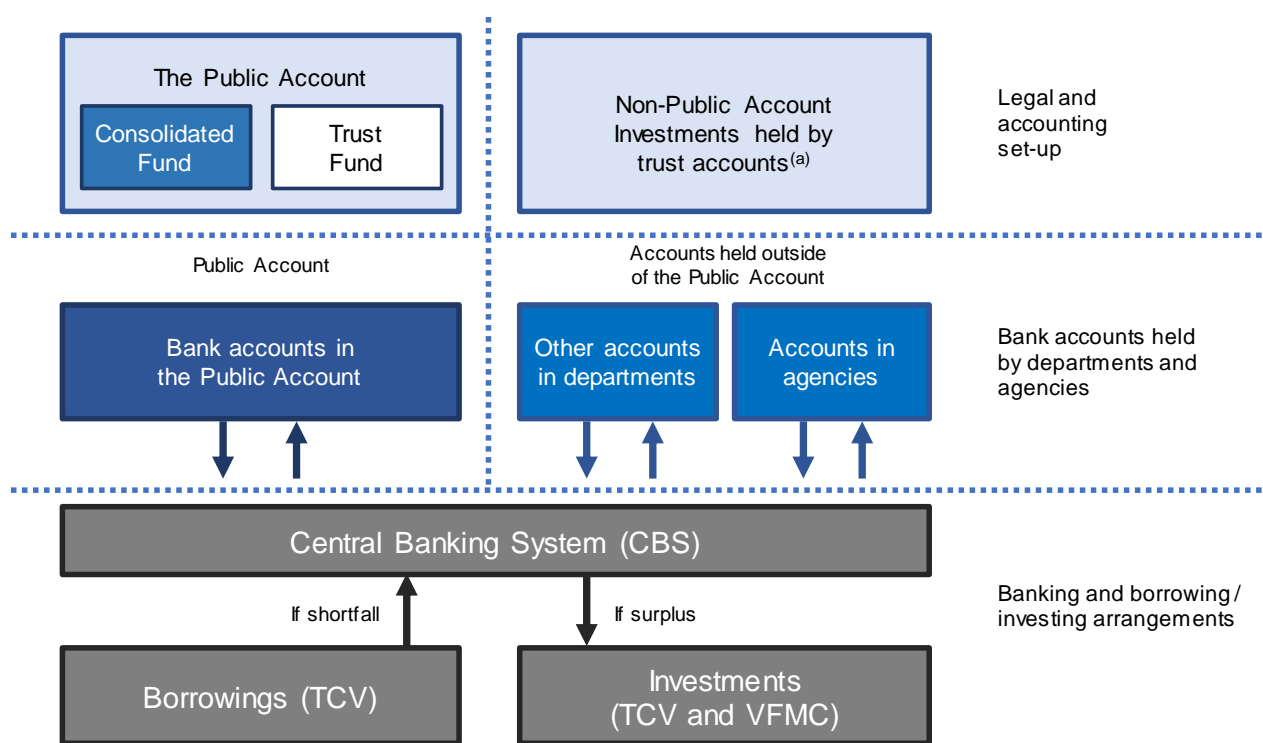 The Public Account
Consolidated
Fund
Trust
Fund
Non-Public Account
Investments held by
trust accounts(a)
Legal and
accounting
set-up
Public Account
Accounts held outside
of the Public Account
Bank accounts in
the Public Account
Other accounts
in departments
Accounts in
agencies
Bank accounts held
by departments and
agencies
Central Banking System (CBS)
If shortfall
If surplus
Banking and borrowing /
investing arrangements
Borrowings (TCV)
Investments
(TCV and VFMC)